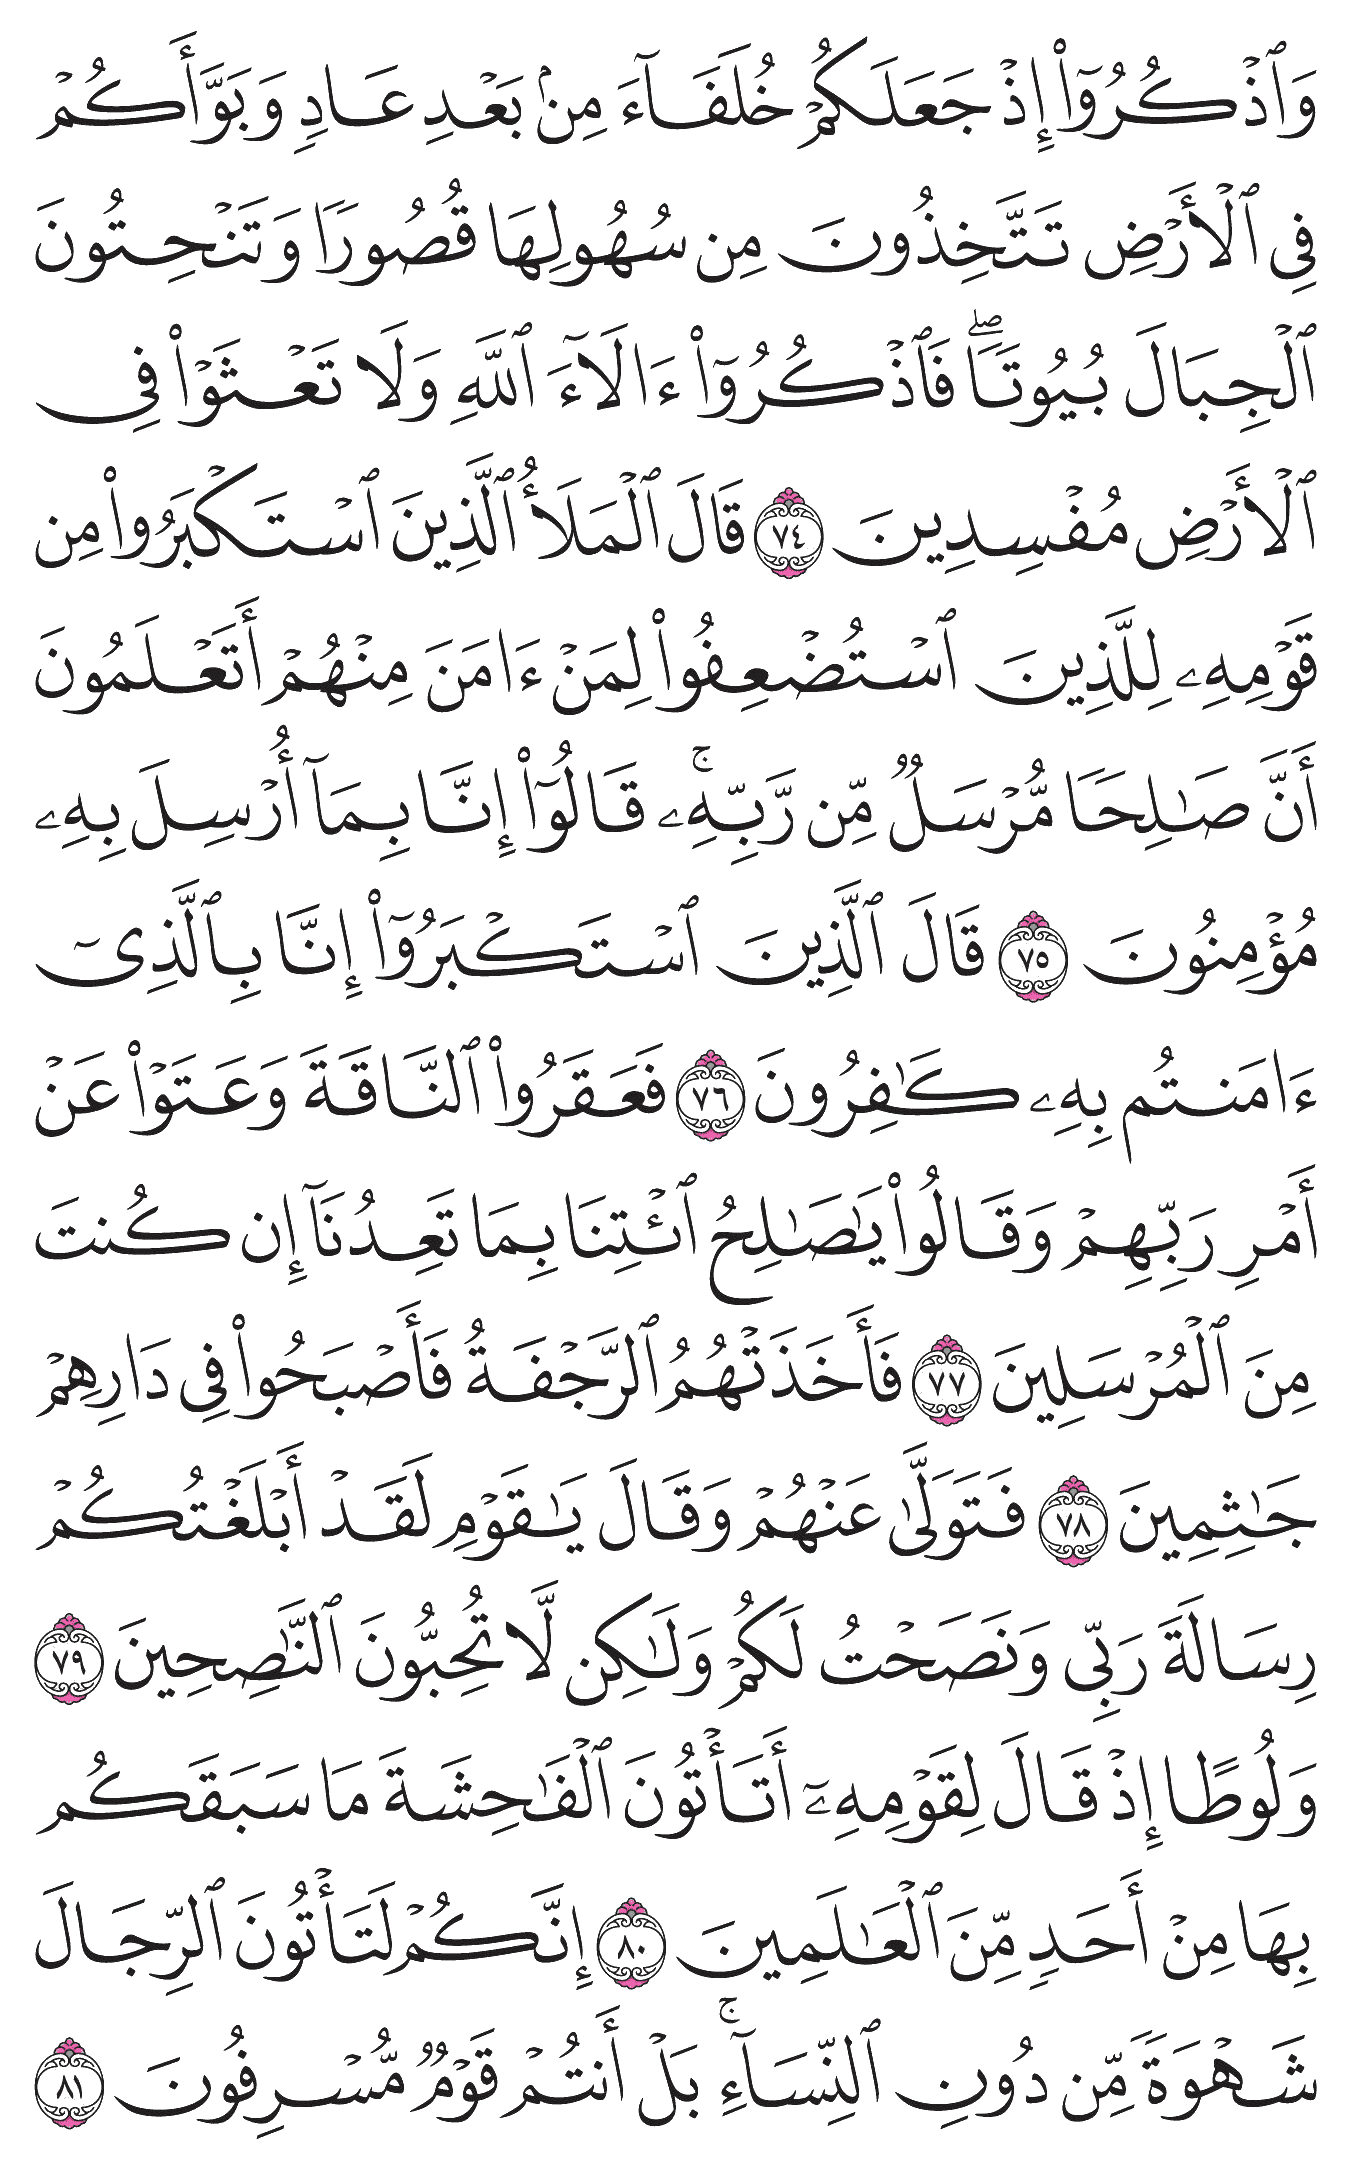 وَٱذْكُرُوٓا۟ إِذْ جَعَلَكُمْ خُلَفَآءَ مِنۢ بَعْدِ عَادٍ وَبَوَّأَكُمْ
فِى ٱلْأَرْضِ تَتَّخِذُونَ مِن سُهُولِهَا قُصُورًا وَتَنْحِتُونَ
ٱلْجِبَالَ بُيُوتًا ۖ فَٱذْكُرُوٓا۟ ءَالَآءَ ٱللَّهِ وَلَا تَعْثَوْا۟ فِى
ٱلْأَرْضِ مُفْسِدِينَ ٧٤ قَالَ ٱلْمَلَأُ ٱلَّذِينَ ٱسْتَكْبَرُوا۟ مِن
قَوْمِهِۦ لِلَّذِينَ ٱسْتُضْعِفُوا۟ لِمَنْ ءَامَنَ مِنْهُمْ أَتَعْلَمُونَ
أَنَّ صَٰلِحًا مُّرْسَلٌ مِّن رَّبِّهِۦ ۚ قَالُوٓا۟ إِنَّا بِمَآ أُرْسِلَ بِهِۦ
مُؤْمِنُونَ ٧٥ قَالَ ٱلَّذِينَ ٱسْتَكْبَرُوٓا۟ إِنَّا بِٱلَّذِىٓ
ءَامَنتُم بِهِۦ كَٰفِرُونَ ٧٦ فَعَقَرُوا۟ ٱلنَّاقَةَ وَعَتَوْا۟ عَنْ
أَمْرِ رَبِّهِمْ وَقَالُوا۟ يَٰصَٰلِحُ ٱئْتِنَا بِمَا تَعِدُنَآ إِن كُنتَ
مِنَ ٱلْمُرْسَلِينَ ٧٧ فَأَخَذَتْهُمُ ٱلرَّجْفَةُ فَأَصْبَحُوا۟ فِى دَارِهِمْ
جَٰثِمِينَ ٧٨ فَتَوَلَّىٰ عَنْهُمْ وَقَالَ يَٰقَوْمِ لَقَدْ أَبْلَغْتُكُمْ
رِسَالَةَ رَبِّى وَنَصَحْتُ لَكُمْ وَلَٰكِن لَّا تُحِبُّونَ ٱلنَّٰصِحِينَ ٧٩
وَلُوطًا إِذْ قَالَ لِقَوْمِهِۦٓ أَتَأْتُونَ ٱلْفَٰحِشَةَ مَا سَبَقَكُم
بِهَا مِنْ أَحَدٍ مِّنَ ٱلْعَٰلَمِينَ ٨٠ إِنَّكُمْ لَتَأْتُونَ ٱلرِّجَالَ
شَهْوَةً مِّن دُونِ ٱلنِّسَآءِ ۚ بَلْ أَنتُمْ قَوْمٌ مُّسْرِفُونَ ٨١